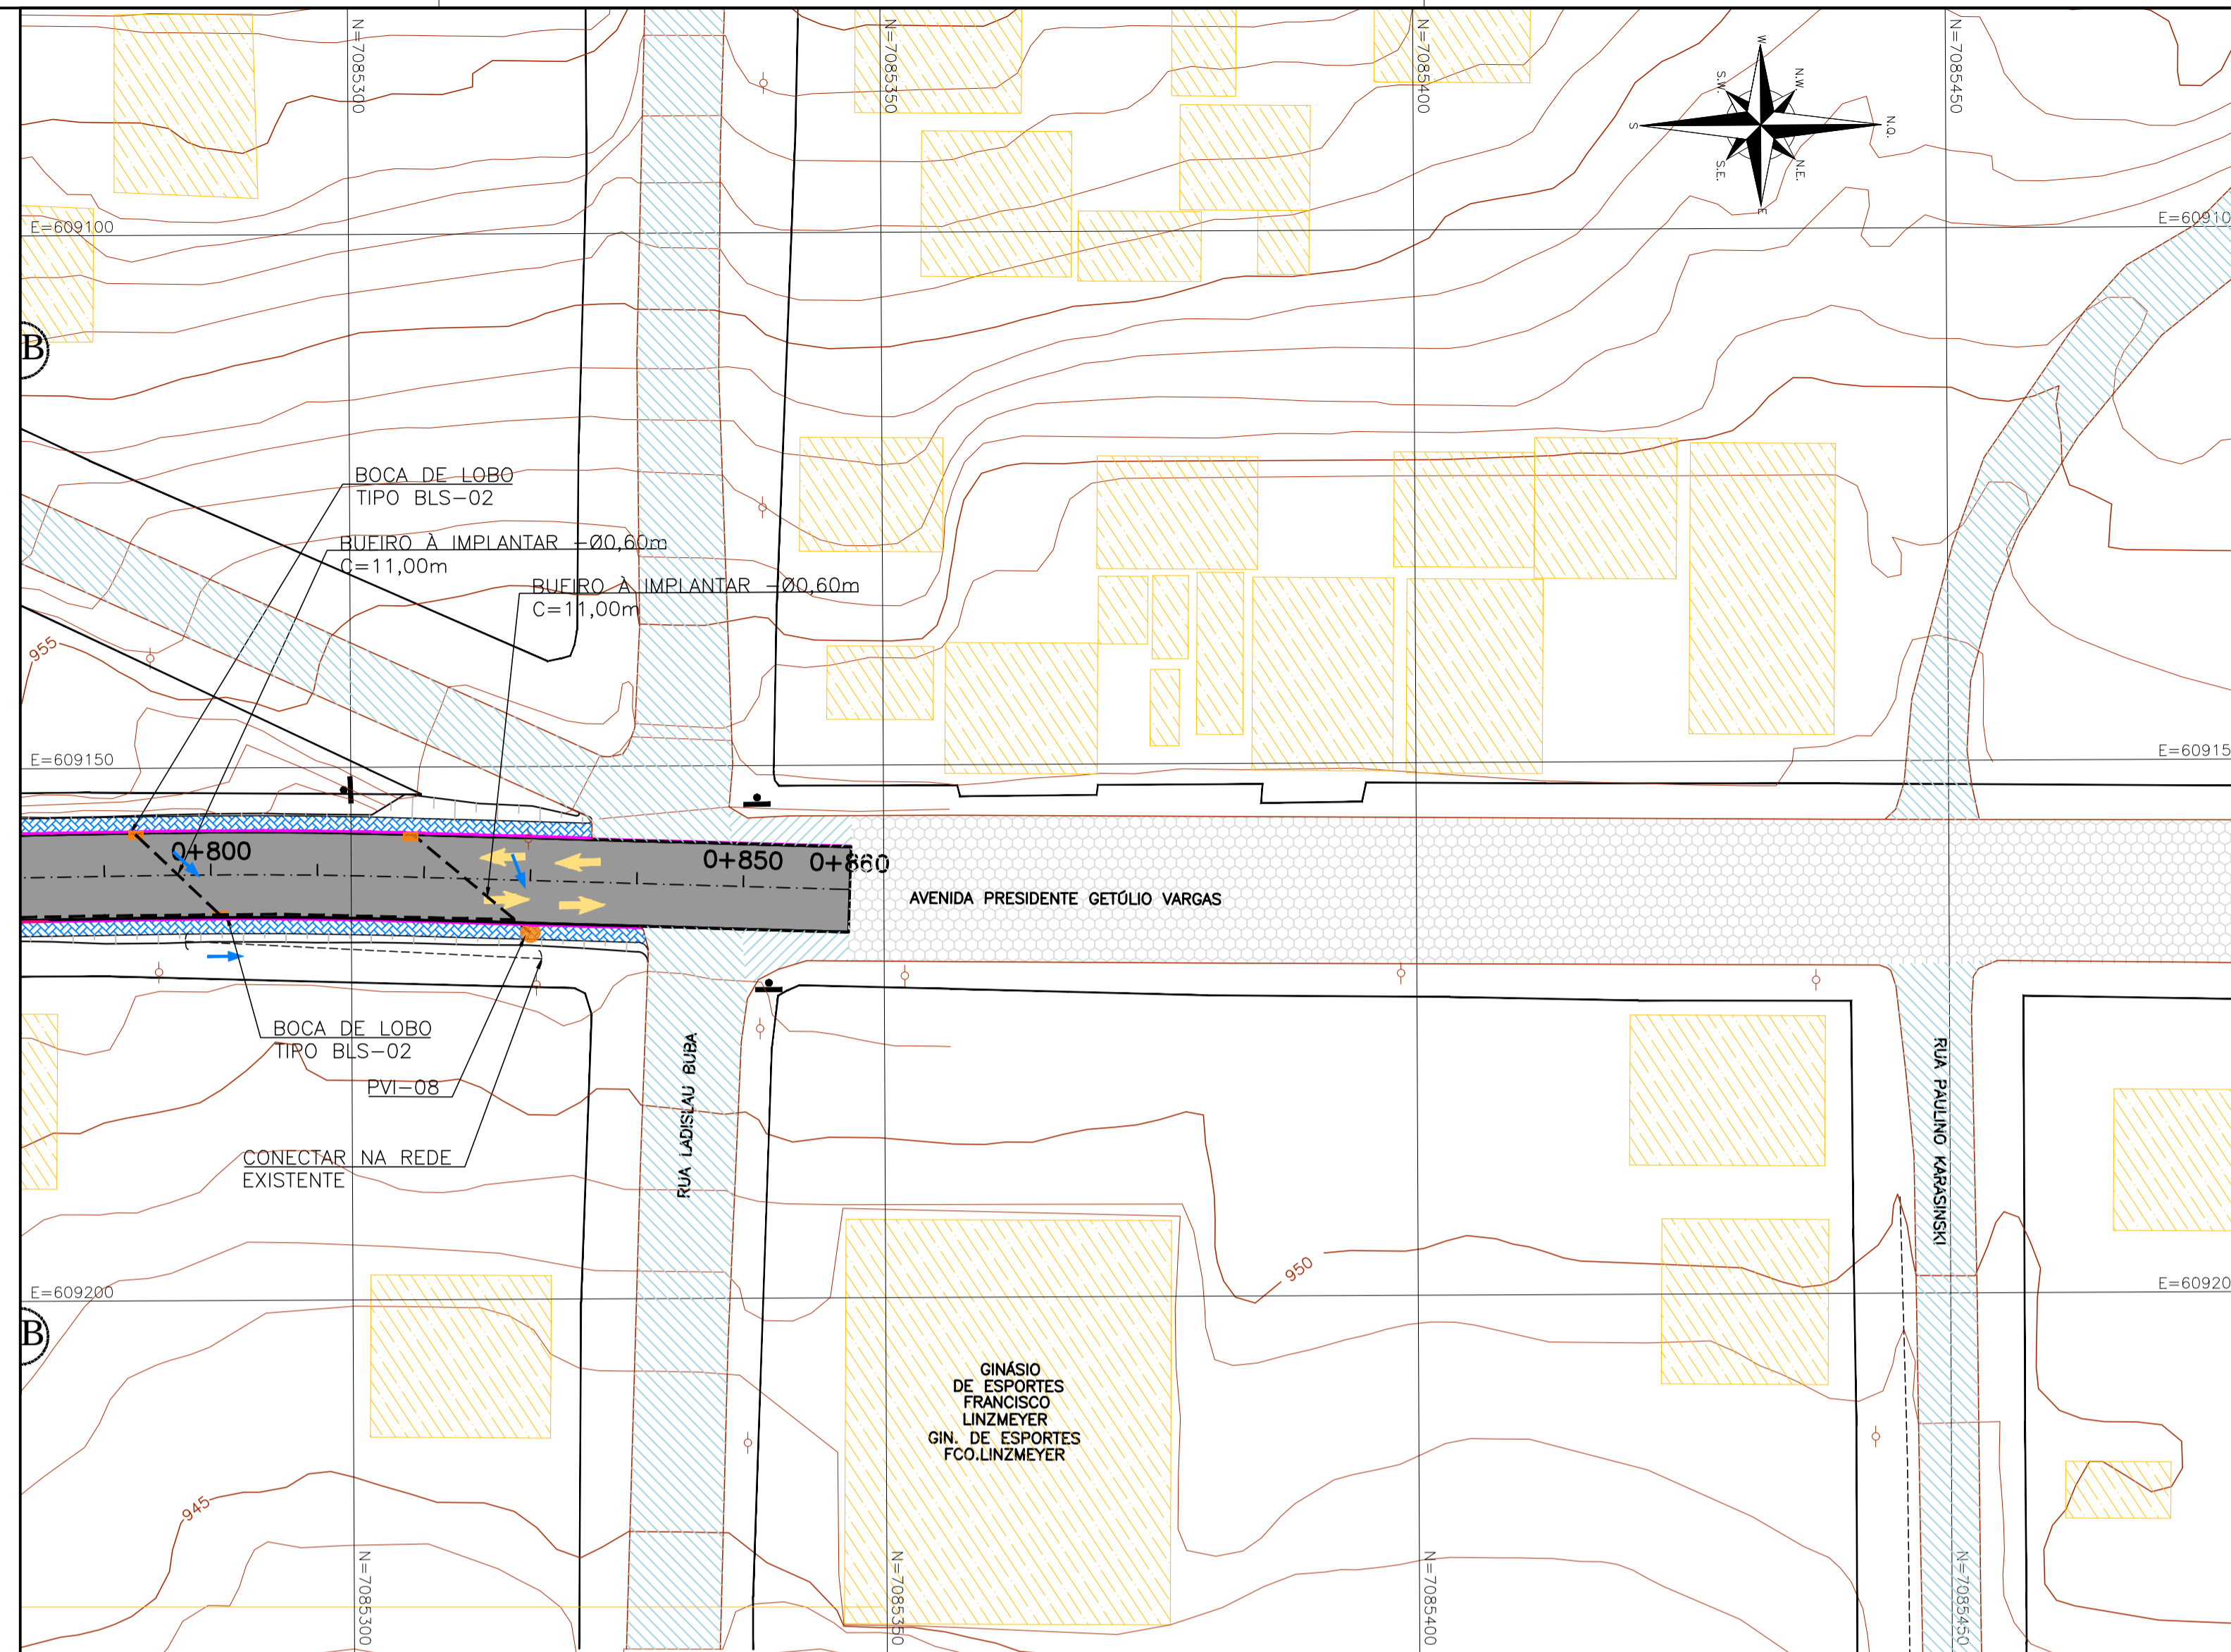 N=7085300
N=7085350
N=7085400
N=7085450
W
N.W.
N.Q.
N.E.
E
S.E.
S
S.W.
E=609100
E=60910
B
BOCA DE LOBO
TIPO BLS-02
BUEIRO À IMPLANTAR -Ø0,60m
C=11,00m
BUEIRO À IMPLANTAR -Ø0,60m
C=11,00m
955
E=609150
E=60915
0+800
0+850
0+860
AVENIDA PRESIDENTE GETÚLIO VARGAS
BOCA DE LOBO
TIPO BLS-02
PVI-08
CONECTAR NA REDE
EXISTENTE
RUA LADISLAU BUBA
RUA PAULINO KARASINSKI
950
E=609200
E=60920
B
GINÁSIO
DE ESPORTES
FRANCISCO
LINZMEYER
GIN. DE ESPORTES
FCO.LINZMEYER
945
N=7085300
N=7085350
N=7085400
N=7085450